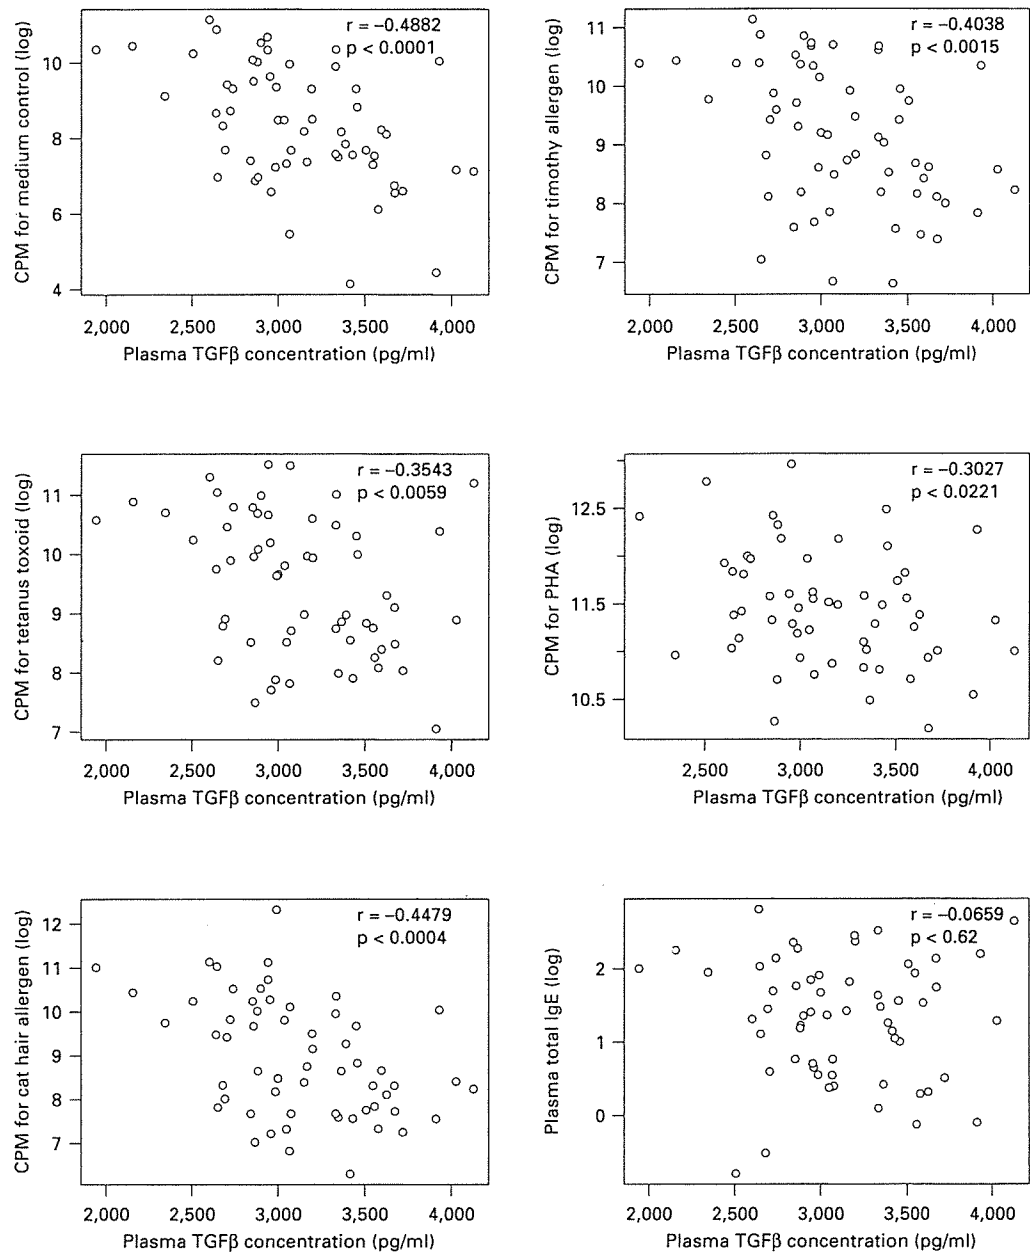 r = –0.4882
p < 0.0001
CPM for medium control (log)
10
8
6
4
2,000 2,500 3,000 3,500 4,000
Plasma TGFβ concentration (pg/ml)
r = –0.4038
p < 0.0015
CPM for timothy allergen (log)
11
10
9
8
7
2,000 2,500 3,000 3,500 4,000
Plasma TGFβ concentration (pg/ml)
r = –0.3543
p < 0.0059
CPM for tetanus toxoid (log)
11
10
9
8
7
2,000 2,500 3,000 3,500 4,000
Plasma TGFβ concentration (pg/ml)
r = –0.3027
p < 0.0221
CPM for PHA (log)
12.5
11.5
10.5
2,500 3,000 3,500 4,000
Plasma TGFβ concentration (pg/ml)
r = –0.4479
p < 0.0004
CPM for cat hair allergen (log)
12
11
10
9
8
7
2,000 2,500 3,000 3,500 4,000
Plasma TGFβ concentration (pg/ml)
r = –0.0659
p < 0.62
Plasma total IgE (log)
2
1
0
2,000 2,500 3,000 3,500 4,000
Plasma TGFβ concentration (pg/ml)